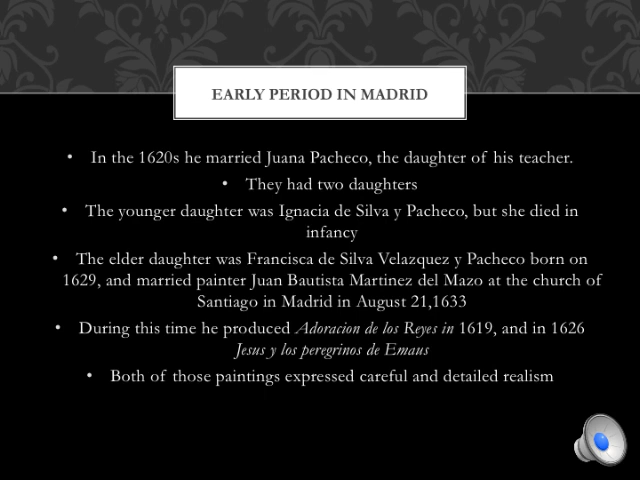 EARLY PERIOD IN MADRID
• In the 1620s he married Juana Pacheco, the daughter of his teacher.
• They had two daughters
• The younger daughter was Ignacia de Silva y Pacheco, but she died in
infancy
• The elder daughter was Francisca de Silva Velazquez y Pacheco born on
1629, and married painter Juan Bautista Martinez del Mazo at the church of
Santiago in Madrid in August 21,1633
• During this time he produced Adoracion de los Reyes in 1619, and in 1626
Jesus y los peregrinos de Emaus
• Both of those paintings expressed careful and detailed realism